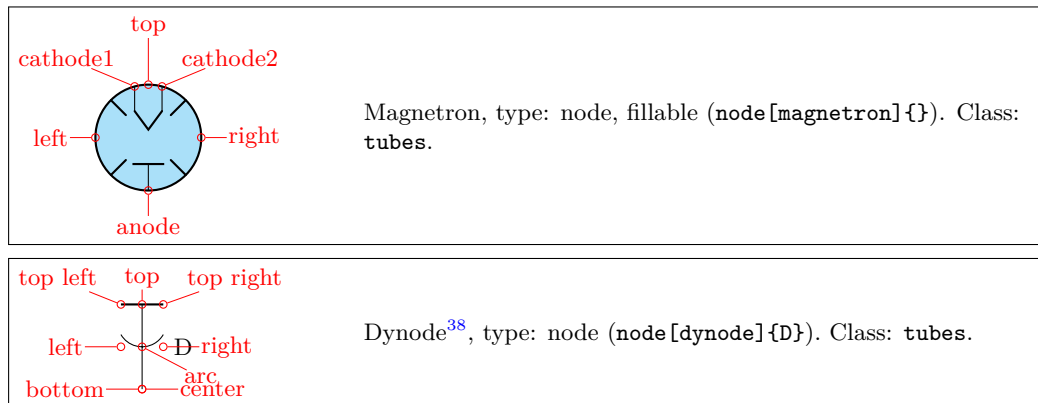 top
cathode1 cathode2
left right
anode
Magnetron, type: node, fillable (node[magnetron]{}). Class:
tubes.
top left top top right
left D right
arc
bottom center
Dynode38, type: node (node[dynode]{D}). Class: tubes.